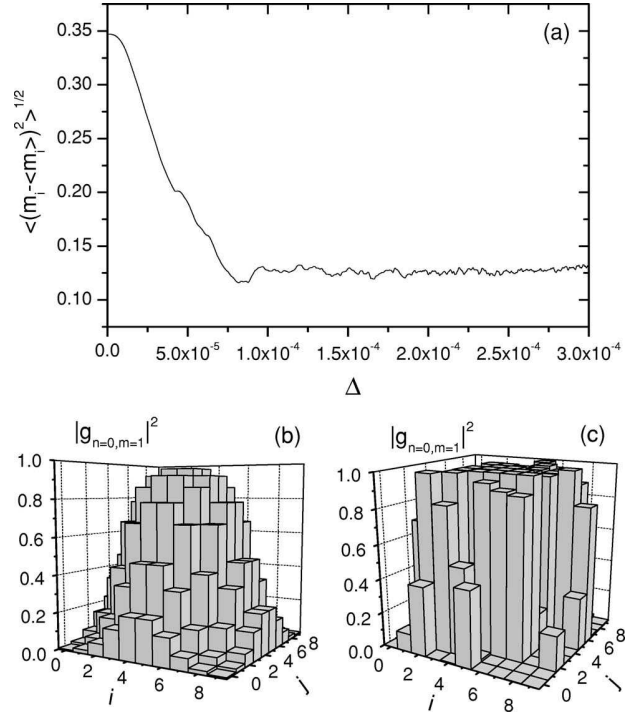 (a)
<(m_i-<m_i>)^2>^{1/2}
0.35
0.30
0.25
0.20
0.15
0.10
0.0 5.0x10^-5 1.0x10^-4 1.5x10^-4 2.0x10^-4 2.5x10^-4 3.0x10^-4
Δ
|g_{n=0,m=1}|^2 (b)
1.0
0.8
0.6
0.4
0.2
0.0
0 2 4 6 8
i
0 2 4 6 8
j
|g_{n=0,m=1}|^2 (c)
1.0
0.8
0.6
0.4
0.2
0.0
0 2 4 6 8
i
0 2 4 6 8
j